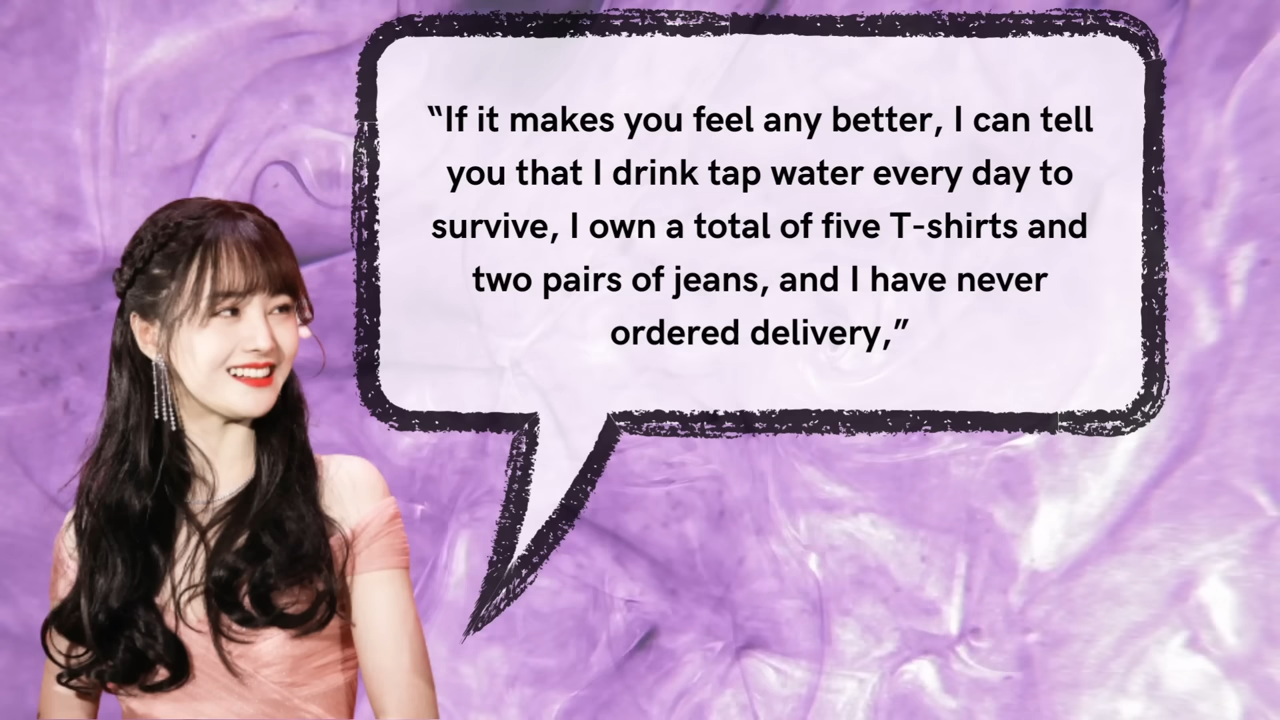 “If it makes you feel any better, I can tell
you that I drink tap water every day to
survive, I own a total of five T-shirts and
two pairs of jeans, and I have never
ordered delivery,”